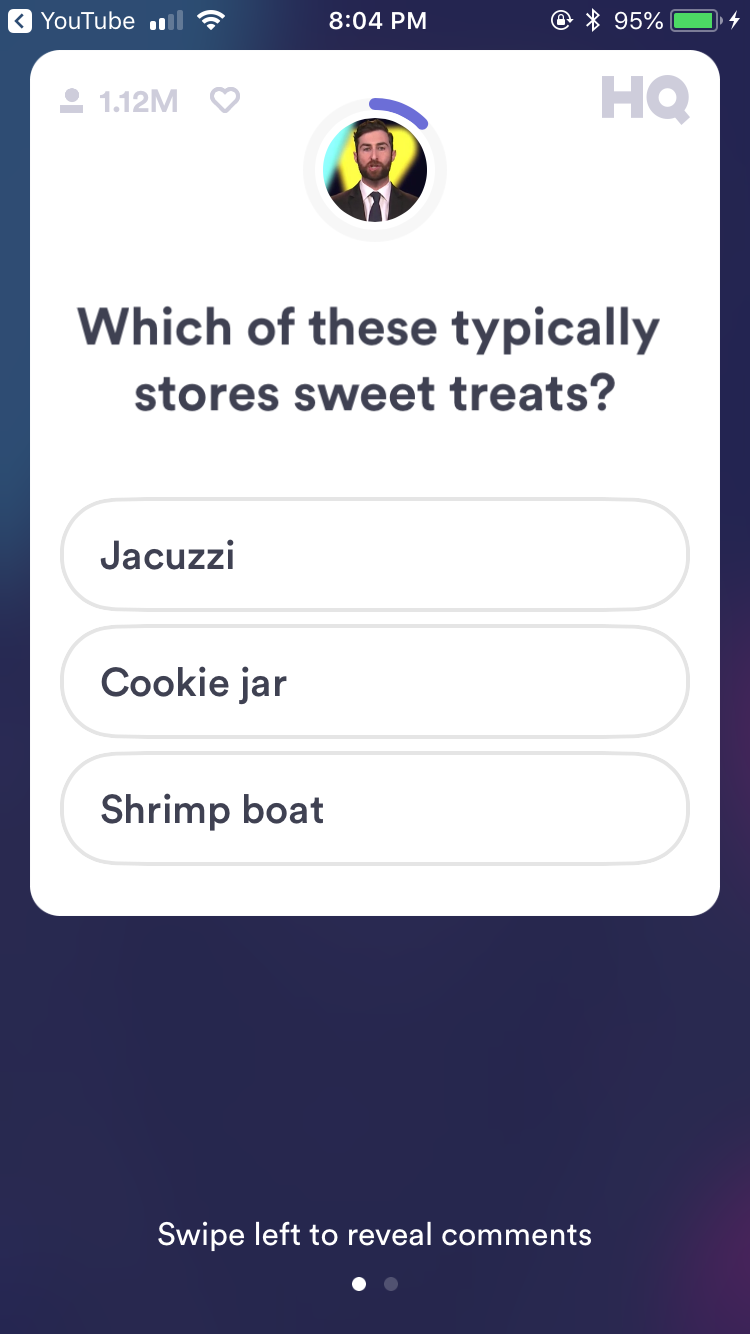 YouTube 8:04 PM 95%
1.12M HQ
Which of these typically
stores sweet treats?
Jacuzzi
Cookie jar
Shrimp boat
Swipe left to reveal comments